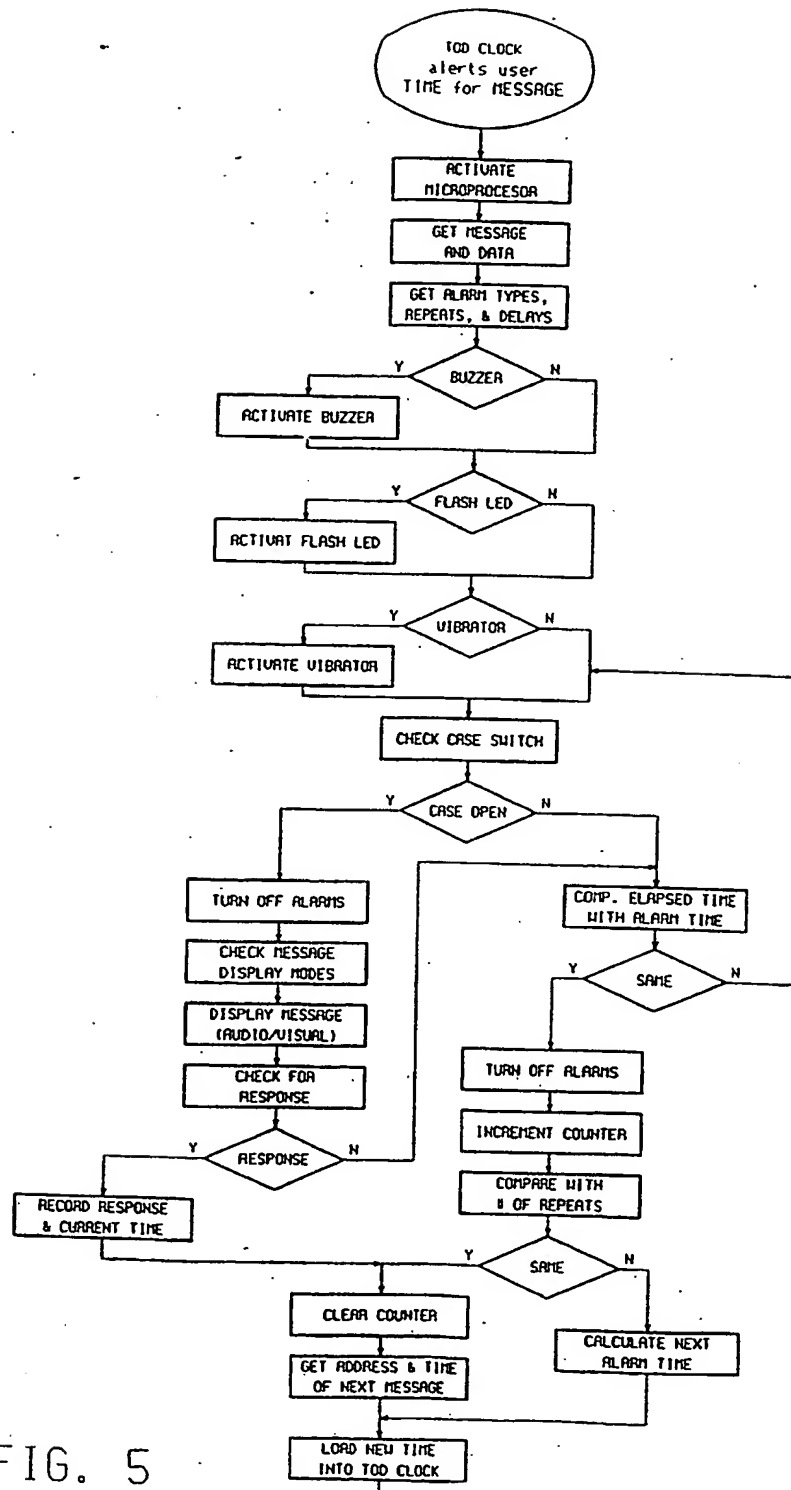 TOD CLOCK
alerts user
TIME for MESSAGE
ACTIVATE
MICROPROCESOR
GET MESSAGE
AND DATA
GET ALARM TYPES,
REPEATS, & DELAYS
Y BUZZER N
ACTIVATE BUZZER
Y FLASH LED N
ACTIVAT FLASH LED
Y VIBRATOR N
ACTIVATE VIBRATOR
CHECK CASE SWITCH
Y CASE OPEN N
TURN OFF ALARMS
COMP. ELAPSED TIME
WITH ALARM TIME
CHECK MESSAGE
DISPLAY MODES
Y SAME N
DISPLAY MESSAGE
(AUDIO/VISUAL)
TURN OFF ALARMS
CHECK FOR
RESPONSE
INCREMENT COUNTER
Y RESPONSE N
COMPARE WITH
# OF REPEATS
RECORD RESPONSE
& CURRENT TIME
Y SAME N
CLEAR COUNTER
CALCULATE NEXT
ALARM TIME
GET ADDRESS & TIME
OF NEXT MESSAGE
LOAD NEW TIME
INTO TOD CLOCK
FIG. 5